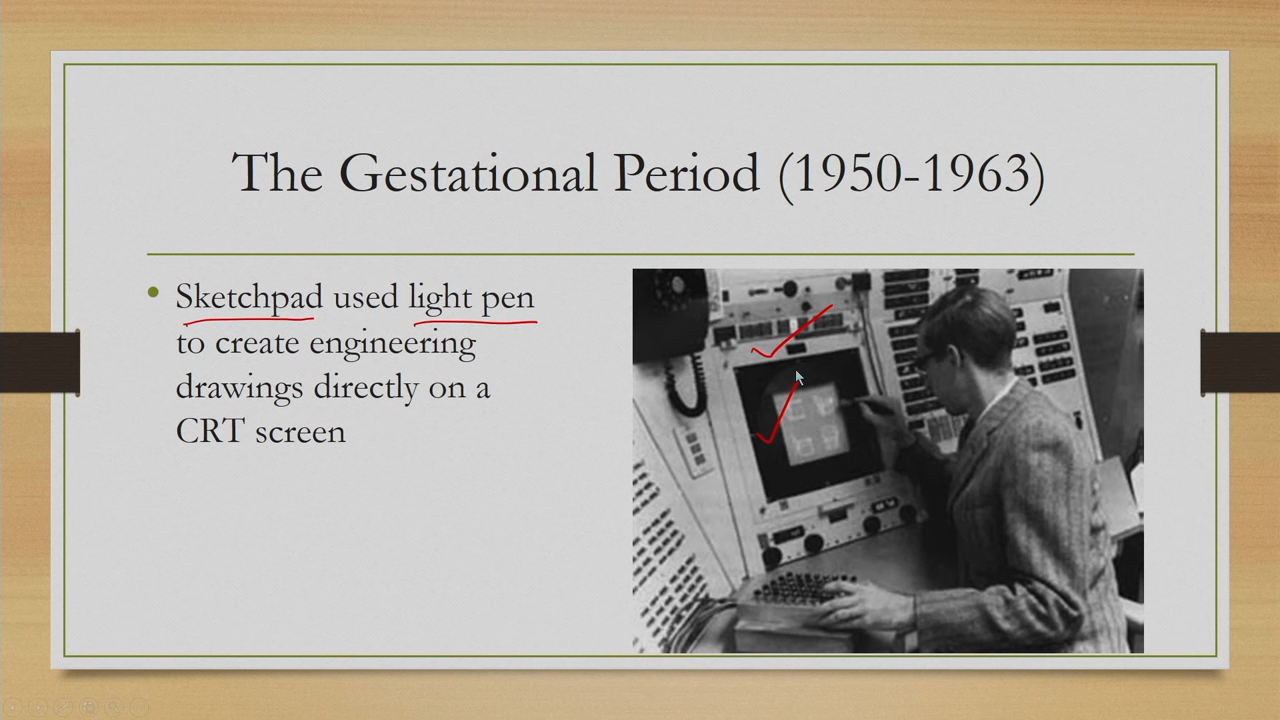 The Gestational Period (1950-1963)
Sketchpad used light pen
to create engineering
drawings directly on a
CRT screen